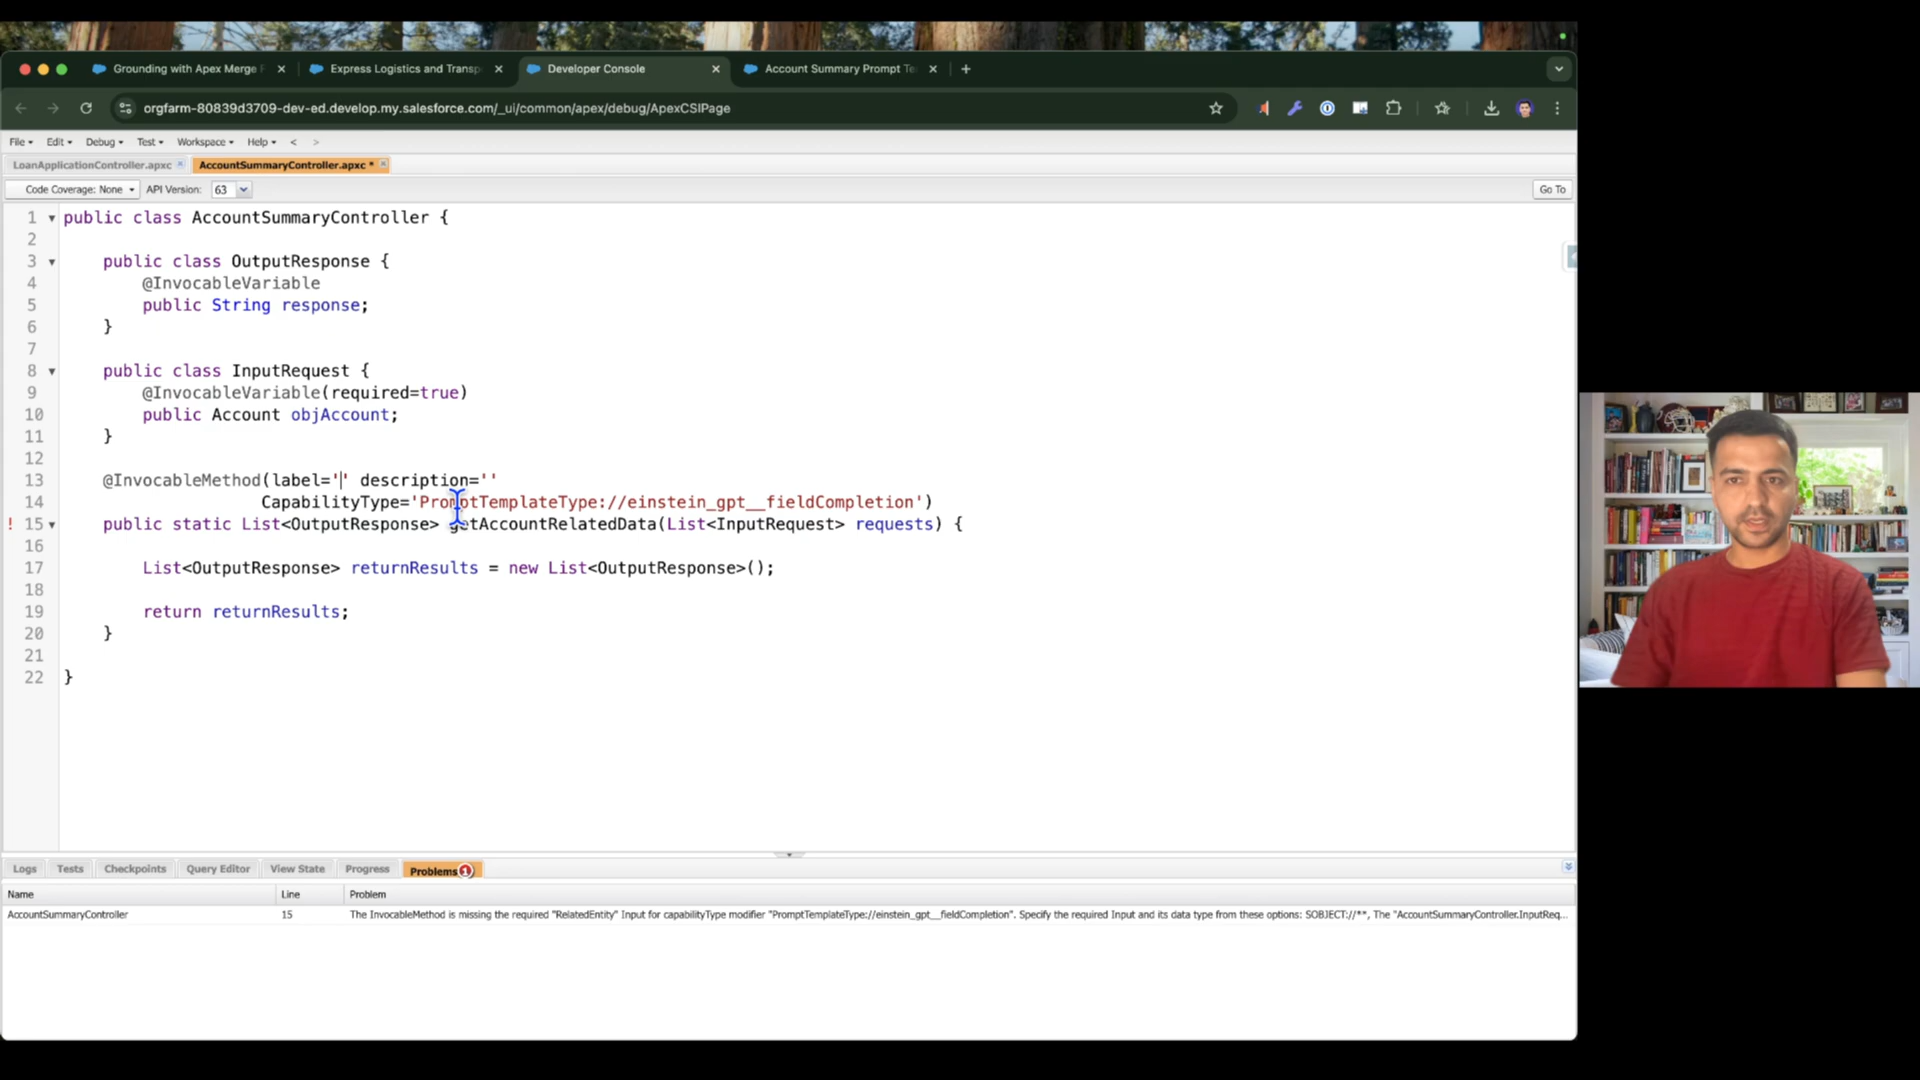 Grounding with Apex Merge F
Express Logistics and Transp
Developer Console
Account Summary Prompt Te
orgfarm-80839d3709-dev-ed.develop.my.salesforce.com/_ui/common/apex/debug/ApexCSIPage
File Edit Debug Test Workspace Help < >
LoanApplicationController.apxc
AccountSummaryController.apxc *
Code Coverage: None API Version: 63 Go To
1 public class AccountSummaryController {
2
3 public class OutputResponse {
4 @InvocableVariable
5 public String response;
6 }
7
8 public class InputRequest {
9 @InvocableVariable(required=true)
10 public Account objAccount;
11 }
12
13 @InvocableMethod(label='' description=''
14 CapabilityType='PromptTemplateType://einstein_gpt__fieldCompletion')
! 15 public static List<OutputResponse> getAccountRelatedData(List<InputRequest> requests) {
16
17 List<OutputResponse> returnResults = new List<OutputResponse>();
18
19 return returnResults;
20 }
21
22 }
Logs Tests Checkpoints Query Editor View State Progress Problems 1
Name Line Problem
AccountSummaryController 15 The InvocableMethod is missing the required "RelatedEntity" Input for capabilityType modifier "PromptTemplateType://einstein_gpt__fieldCompletion". Specify the required Input and its data type from these options: SOBJECT://**, The "AccountSummaryController.InputReq...